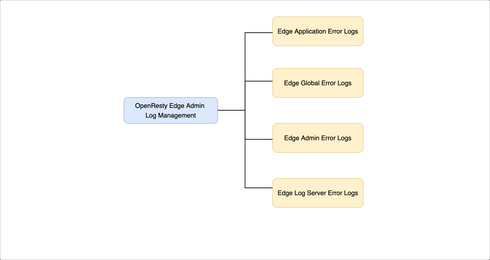 Edge Application Error Logs
Edge Global Error Logs
OpenResty Edge Admin
Log Management
Edge Admin Error Logs
Edge Log Server Error Logs